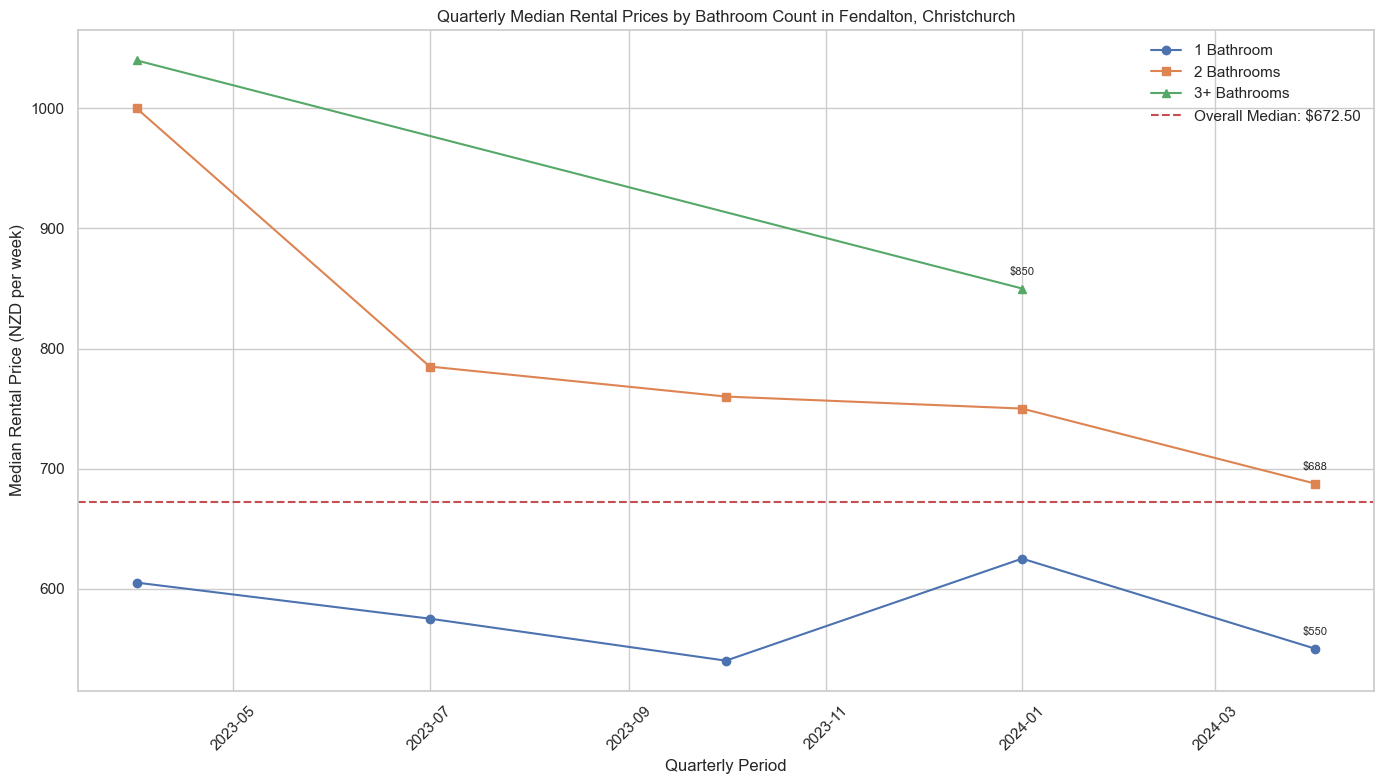 Quarterly Median Rental Prices by Bathroom Count in Fendalton, Christchurch
1 Bathroom
2 Bathrooms
3+ Bathrooms
Overall Median: $672.50
Median Rental Price (NZD per week)
1000
900
800
700
600
$850
$688
$550
2023-05
2023-07
2023-09
2023-11
2024-01
2024-03
Quarterly Period